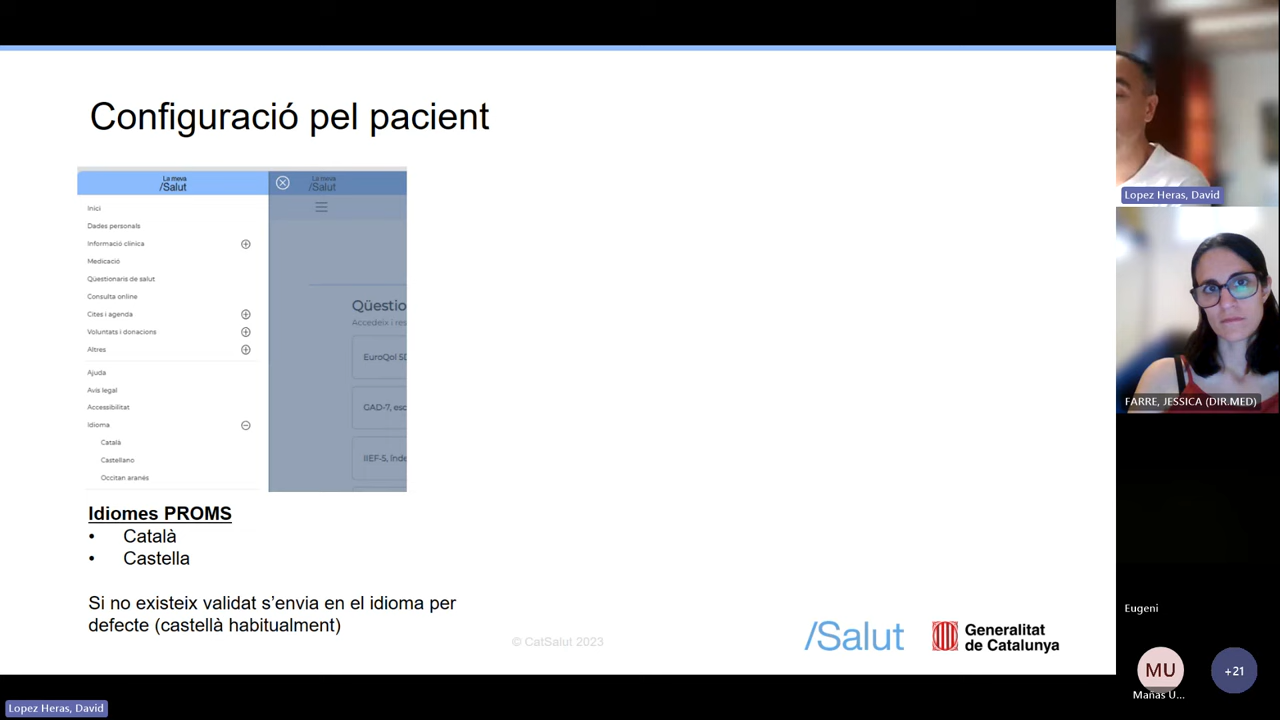 Configuració pel pacient
La meva
/Salut
La meva
/Salut
Inici
Dades personals
Informació clínica
Medicació
Qüestionaris de salut
Consulta online
Cites i agenda
Voluntats i donacions
Altres
Ajuda
Avís legal
Accessibilitat
Idioma
Català
Castellano
Occitan aranés
Qüestio
Accedeix i res
EuroQol 5D
GAD-7, esc
IIEF-5, Inde
Idiomes PROMS
• Català
• Castella
Si no existeix validat s’envia en el idioma per
defecte (castellà habitualment)
© CatSalut 2023
/Salut
Generalitat
de Catalunya
Lopez Heras, David
FARRE, JESSICA (DIR.MED)
Eugeni
MU
Mañas U...
+21
Lopez Heras, David